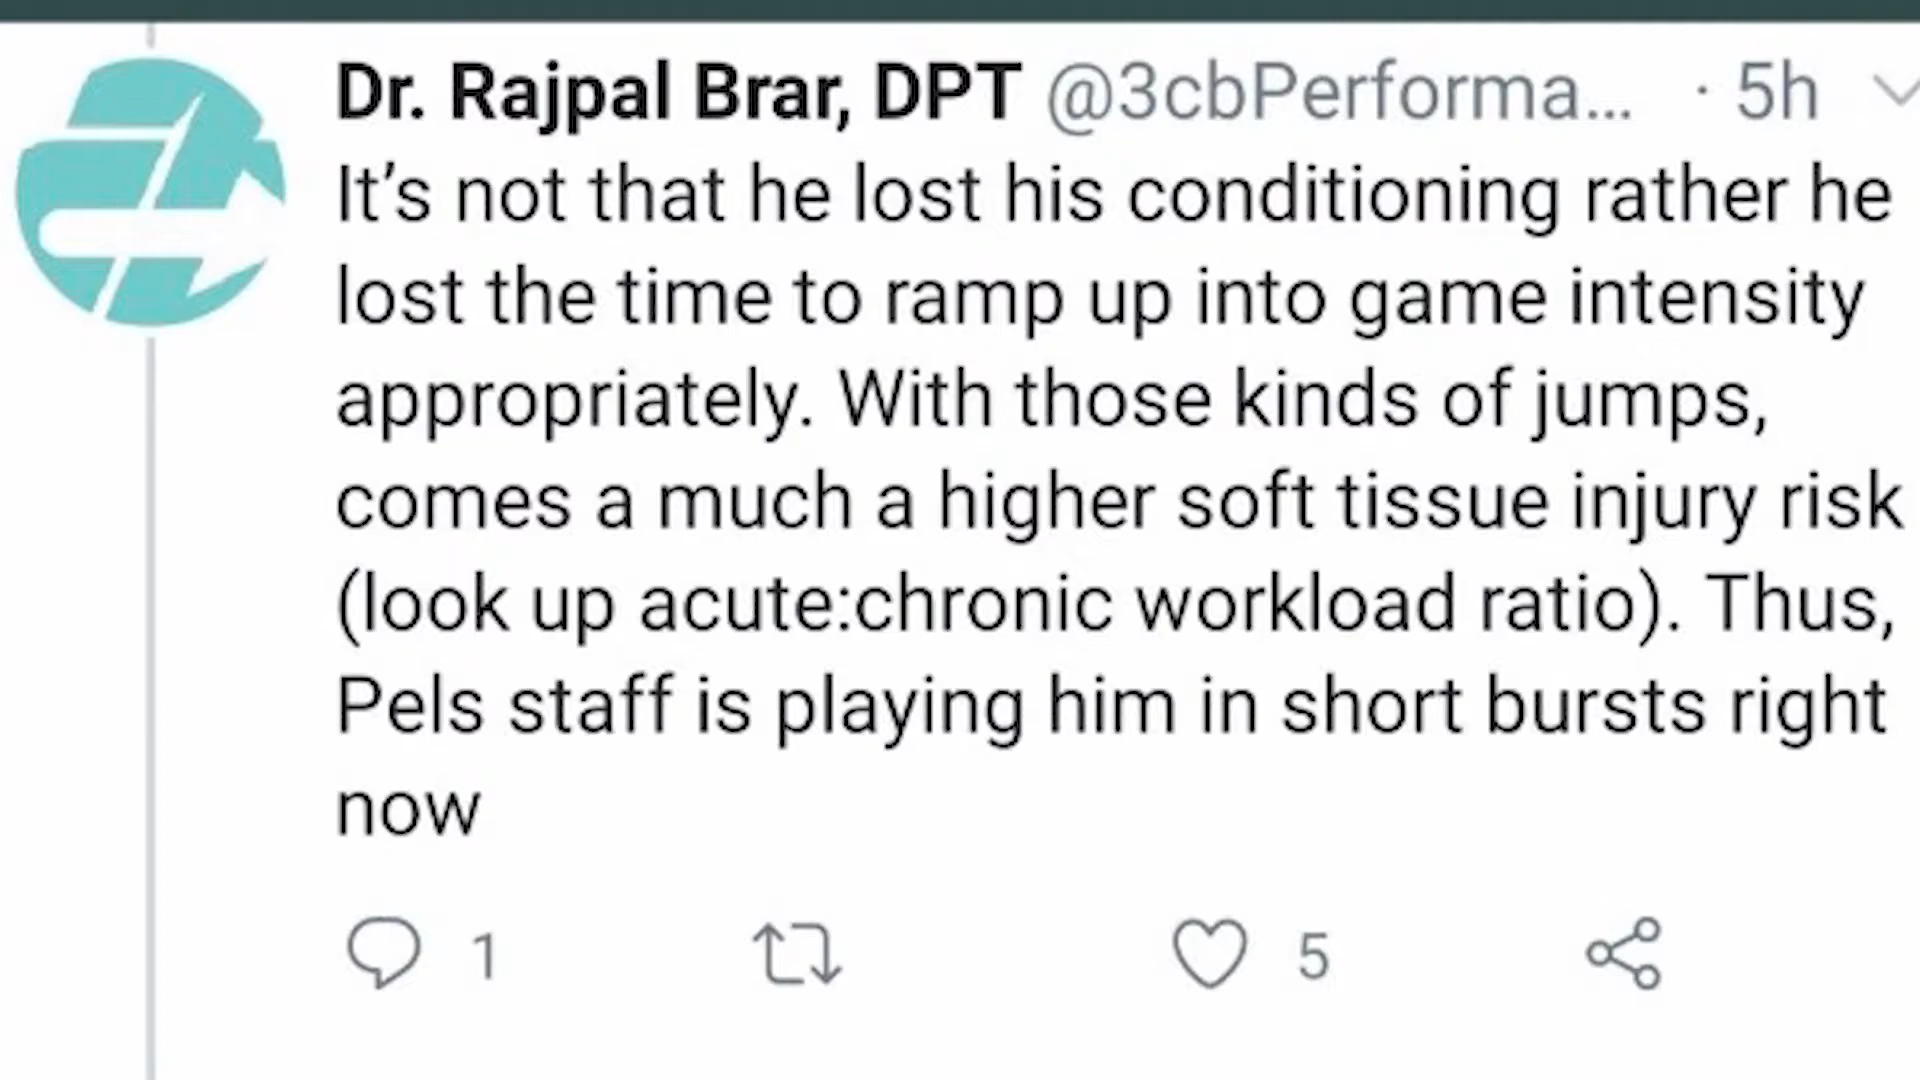 Dr. Rajpal Brar, DPT @3cbPerforma... · 5h
It’s not that he lost his conditioning rather he
lost the time to ramp up into game intensity
appropriately. With those kinds of jumps,
comes a much a higher soft tissue injury risk
(look up acute:chronic workload ratio). Thus,
Pels staff is playing him in short bursts right
now
1 5